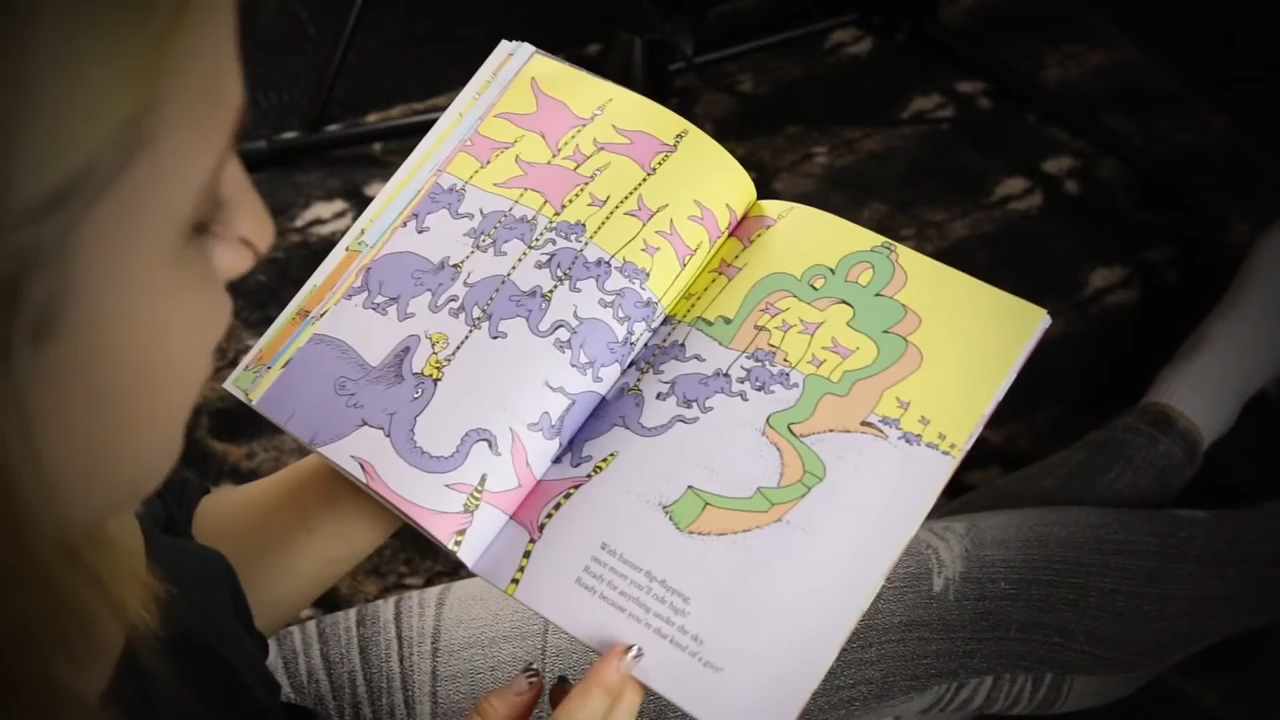 With banner flip-flapping,
once more you'll ride high!
Ready for anything under the sky.
Ready because you're that kind of a guy!